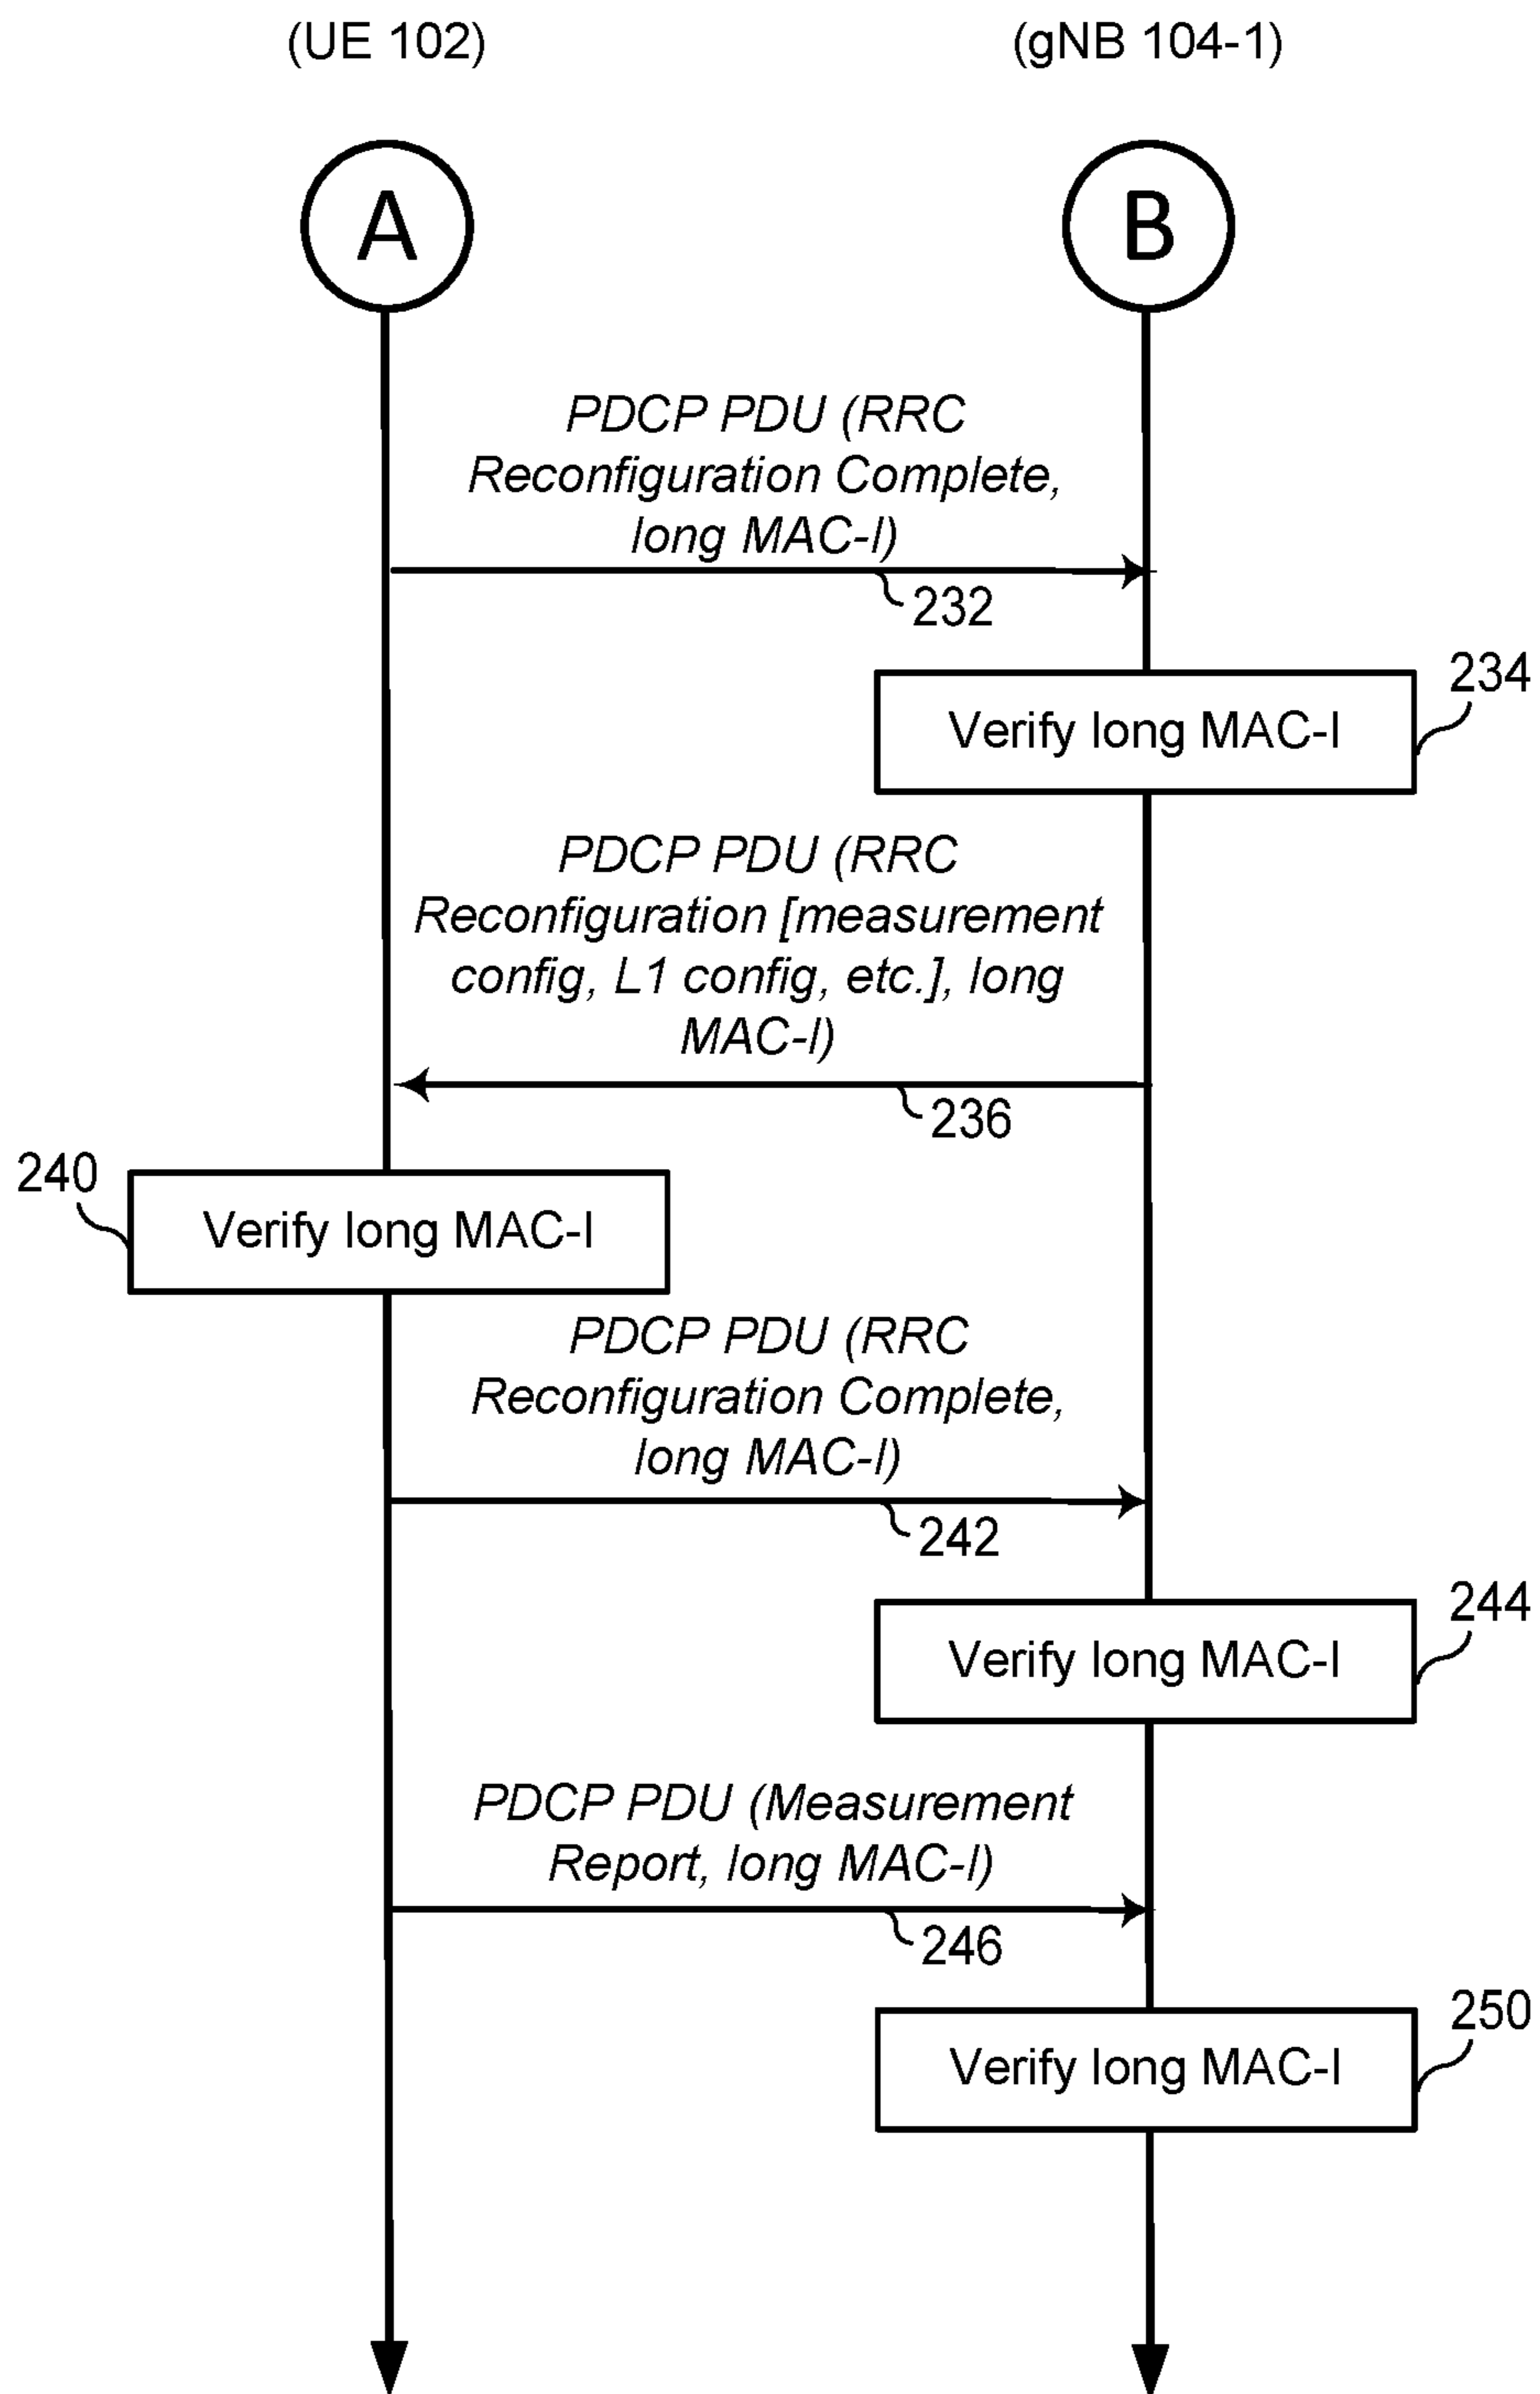 (UE 102)
(gNB 104-1)
A
B
PDCP PDU (RRC
Reconfiguration Complete,
long MAC-I)
232
234
Verify long MAC-I
PDCP PDU (RRC
Reconfiguration [measurement
config, L1 config, etc.], long
MAC-I)
236
240
Verify long MAC-I
PDCP PDU (RRC
Reconfiguration Complete,
long MAC-I)
242
244
Verify long MAC-I
PDCP PDU (Measurement
Report, long MAC-I)
246
250
Verify long MAC-I